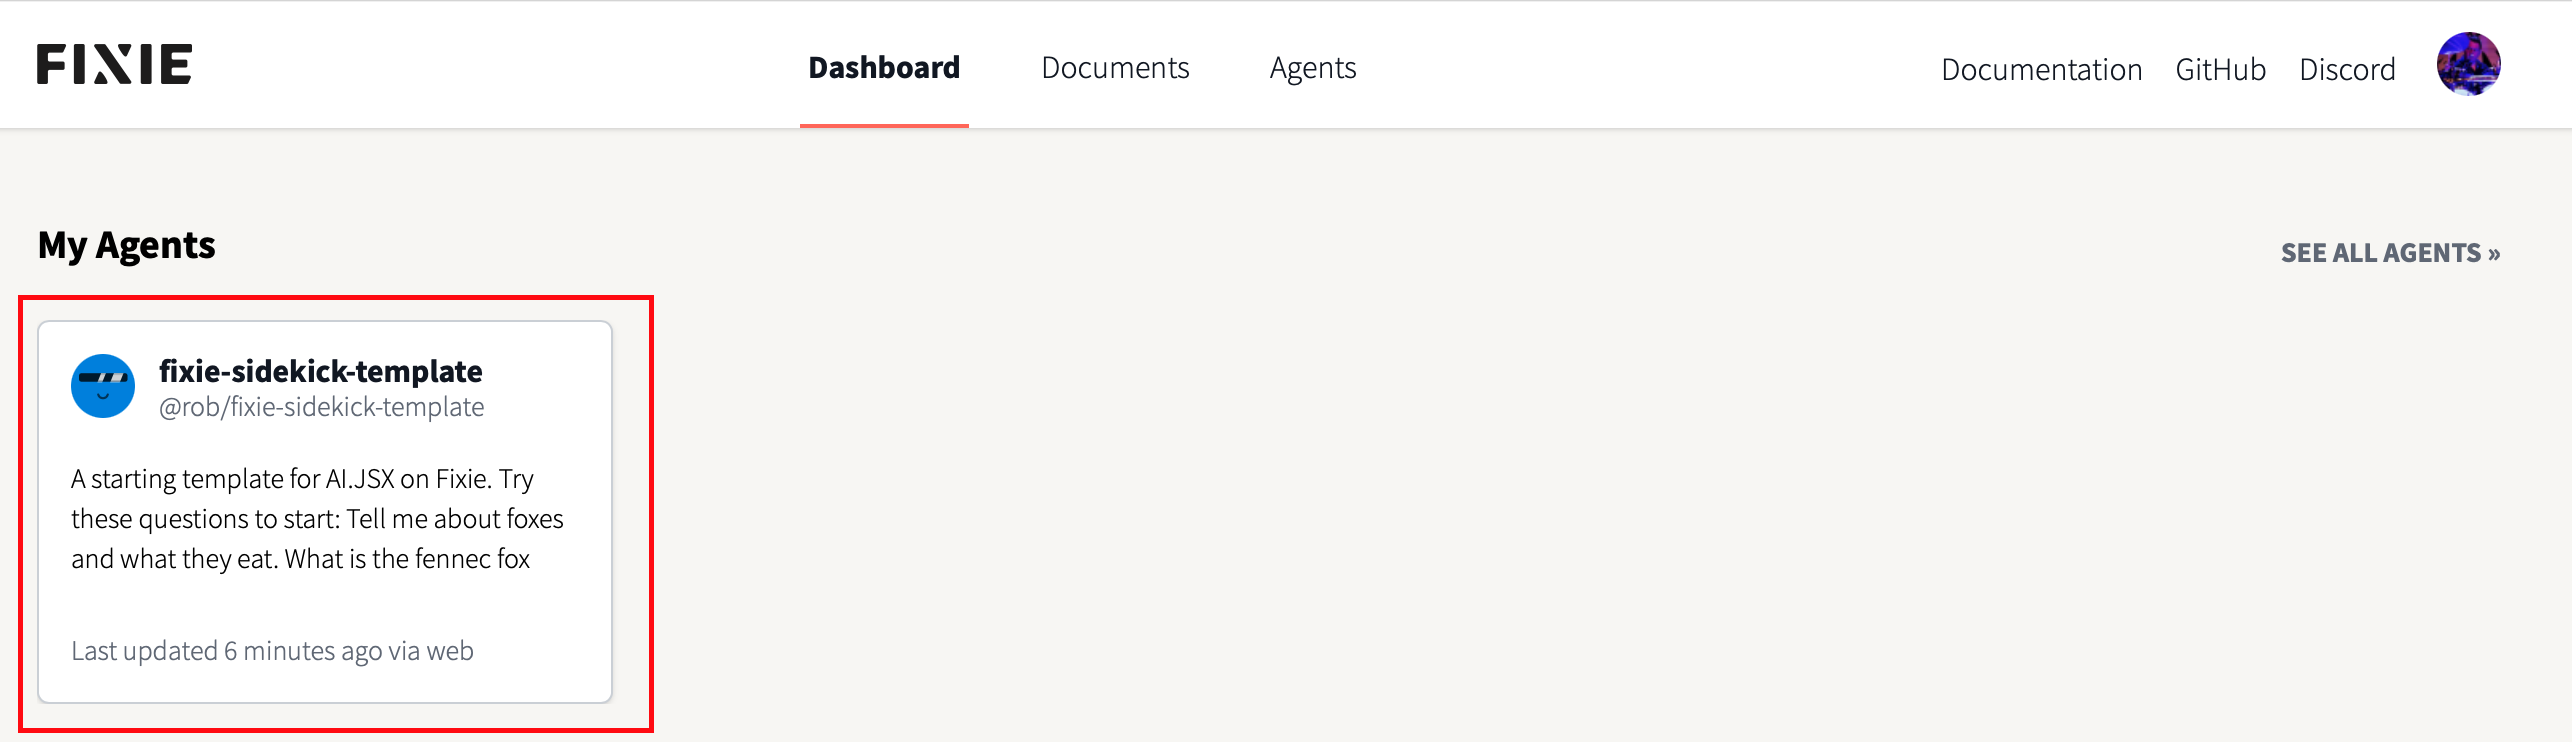 FIXIE
Dashboard
Documents
Agents
Documentation
GitHub
Discord
My Agents
SEE ALL AGENTS »
fixie-sidekick-template
@rob/fixie-sidekick-template
A starting template for AI.JSX on Fixie. Try
these questions to start: Tell me about foxes
and what they eat. What is the fennec fox
Last updated 6 minutes ago via web